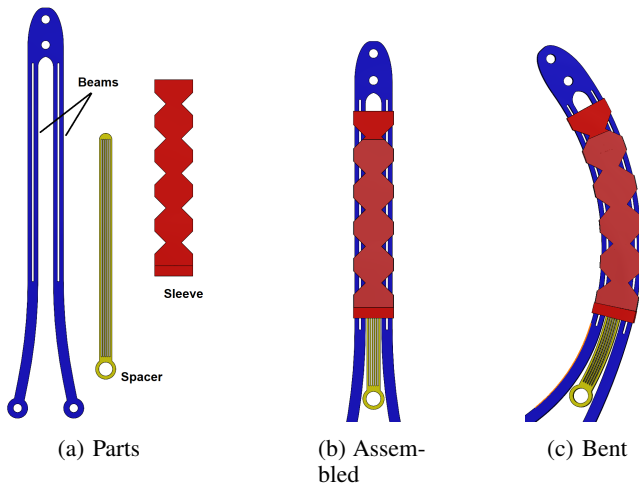 Beams
Sleeve
Spacer
(a) Parts
(b) Assem-
bled
(c) Bent